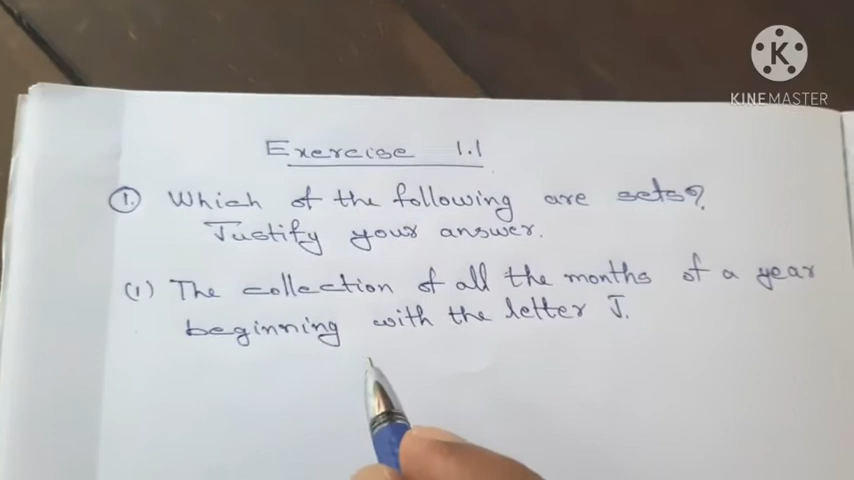 K
KINEMASTER
Exercise 1.1
1. Which of the following are sets?
Justify your answer.
(1) The collection of all the months of a year
beginning with the letter J.